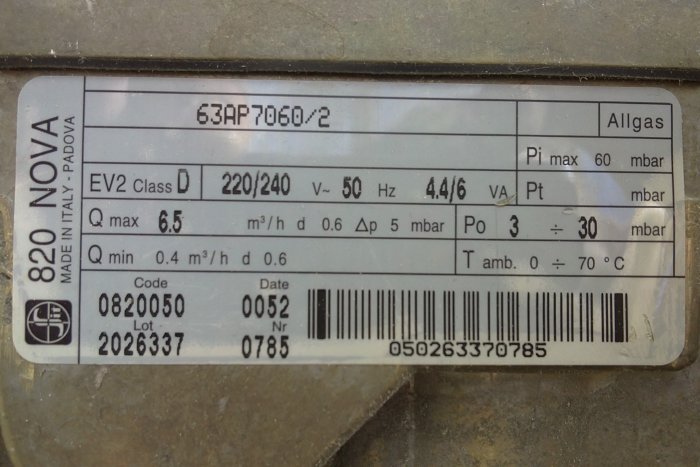 820 NOVA
MADE IN ITALY - PADOVA
63AP7060/2
Allgas
Pi max 60 mbar
EV2 Class D 220/240 V~ 50 Hz 4.4/6 VA
Pt mbar
Q max 6.5 m³/h d 0.6 Δp 5 mbar
Po 3 ÷ 30 mbar
Q min 0.4 m³/h d 0.6
T amb. 0 ÷ 70 °C
Code Date
0820050 0052
Lot Nr
2026337 0785
050263370785